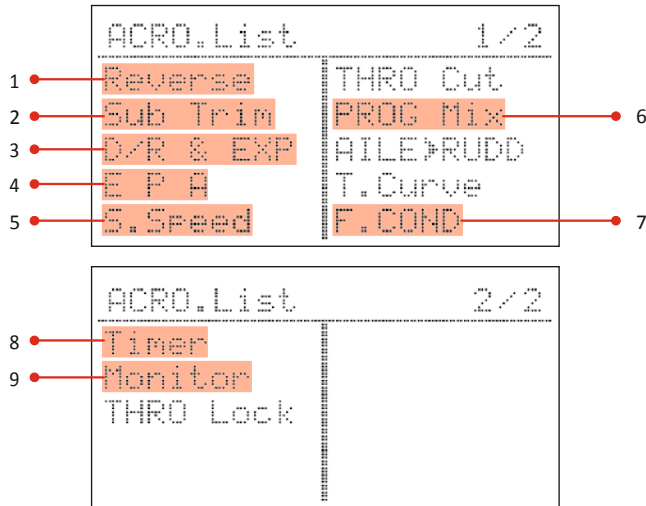 ACRO.List 1/2
1 Reverse THRO Cut
2 Sub Trim PROG Mix 6
3 D/R & EXP AILE➔RUDD
4 E P A T.Curve
5 S.Speed F.COND 7
ACRO.List 2/2
8 Timer
9 Monitor
THRO Lock